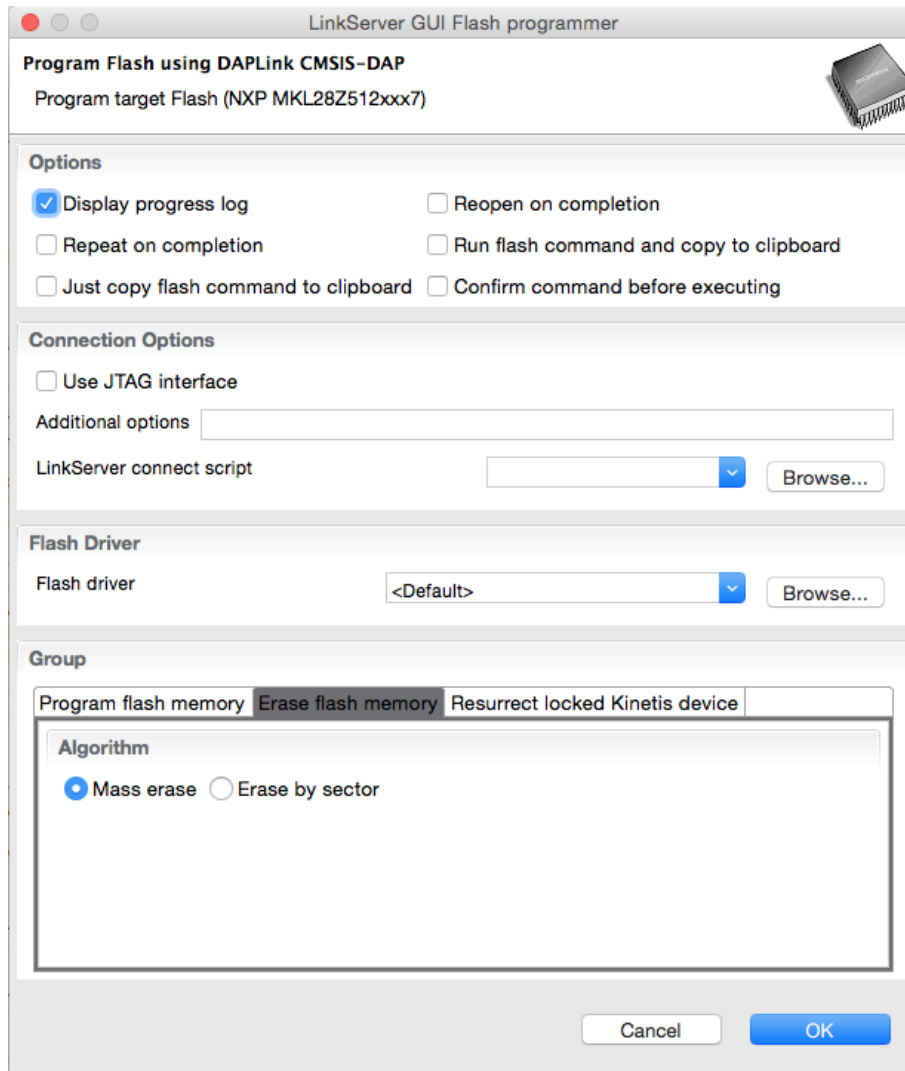 LinkServer GUI Flash programmer
Program Flash using DAPLink CMSIS-DAP
Program target Flash (NXP MKL28Z512xxx7)
Options
Display progress log
Reopen on completion
Repeat on completion
Run flash command and copy to clipboard
Just copy flash command to clipboard
Confirm command before executing
Connection Options
Use JTAG interface
Additional options
LinkServer connect script
Browse...
Flash Driver
Flash driver
<Default>
Browse...
Group
Program flash memory
Erase flash memory
Resurrect locked Kinetis device
Algorithm
Mass erase
Erase by sector
Cancel
OK